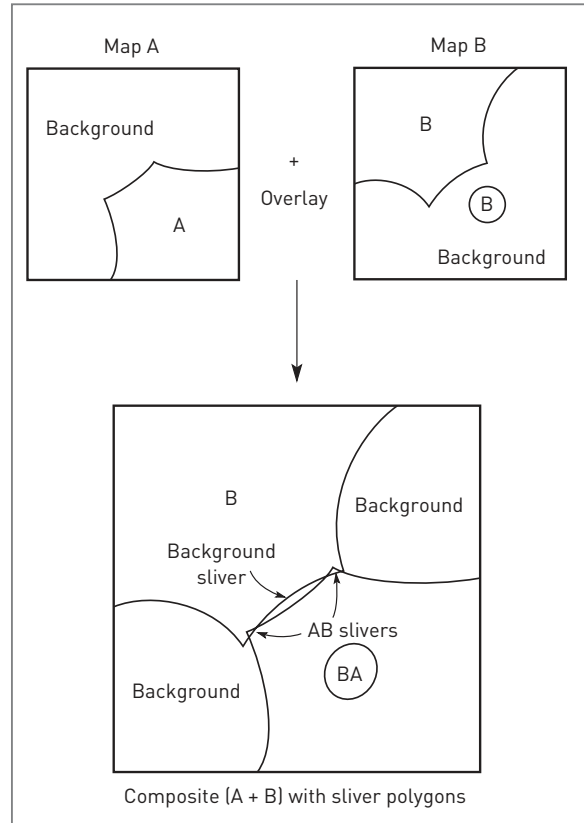 Map A
Map B
Background
A
+
Overlay
B
B
Background
B
Background
Background
sliver
AB slivers
Background
BA
Composite (A + B) with sliver polygons